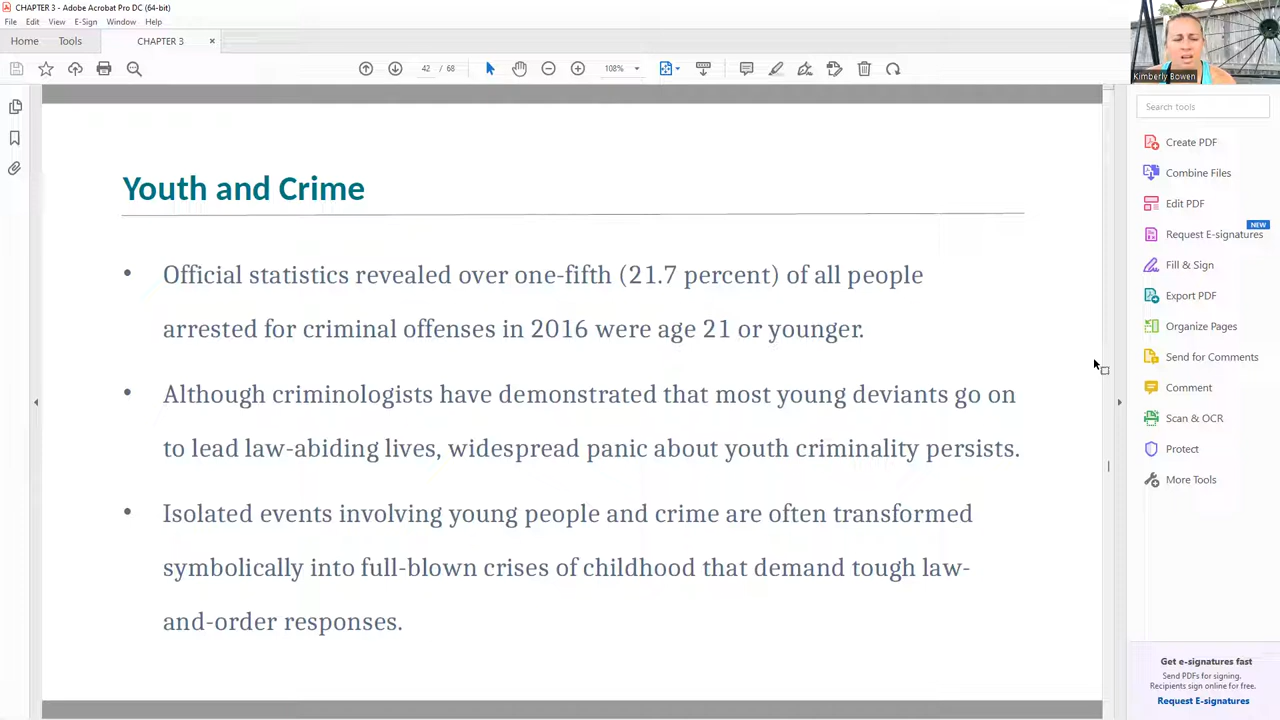 CHAPTER 3 - Adobe Acrobat Pro DC (64-bit)
File Edit View E-Sign Window Help
Home Tools CHAPTER 3 ×
42 / 68 108%
Kimberly Bowen
Search tools
Create PDF
Combine Files
Edit PDF
NEW
Request E-signatures
Fill & Sign
Export PDF
Organize Pages
Send for Comments
Comment
Scan & OCR
Protect
More Tools
Get e-signatures fast
Send PDFs for signing.
Recipients sign online for free.
Request E-signatures
Youth and Crime
• Official statistics revealed over one-fifth (21.7 percent) of all people
arrested for criminal offenses in 2016 were age 21 or younger.
• Although criminologists have demonstrated that most young deviants go on
to lead law-abiding lives, widespread panic about youth criminality persists.
• Isolated events involving young people and crime are often transformed
symbolically into full-blown crises of childhood that demand tough law-
and-order responses.